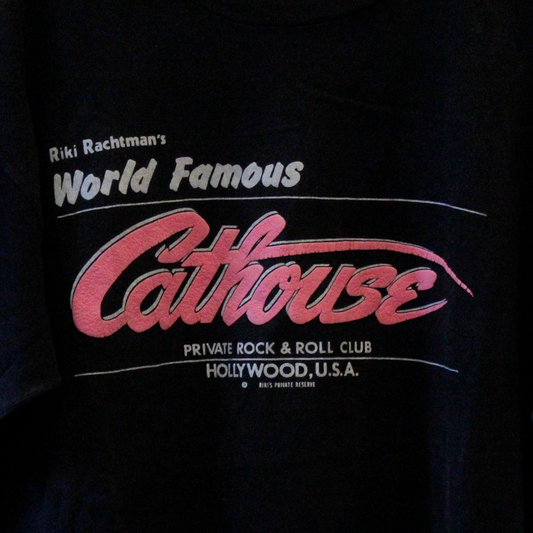 Riki Rachtman's
World Famous
Cathouse
PRIVATE ROCK & ROLL CLUB
HOLLYWOOD, U.S.A.
© RIKI'S PRIVATE RESERVE